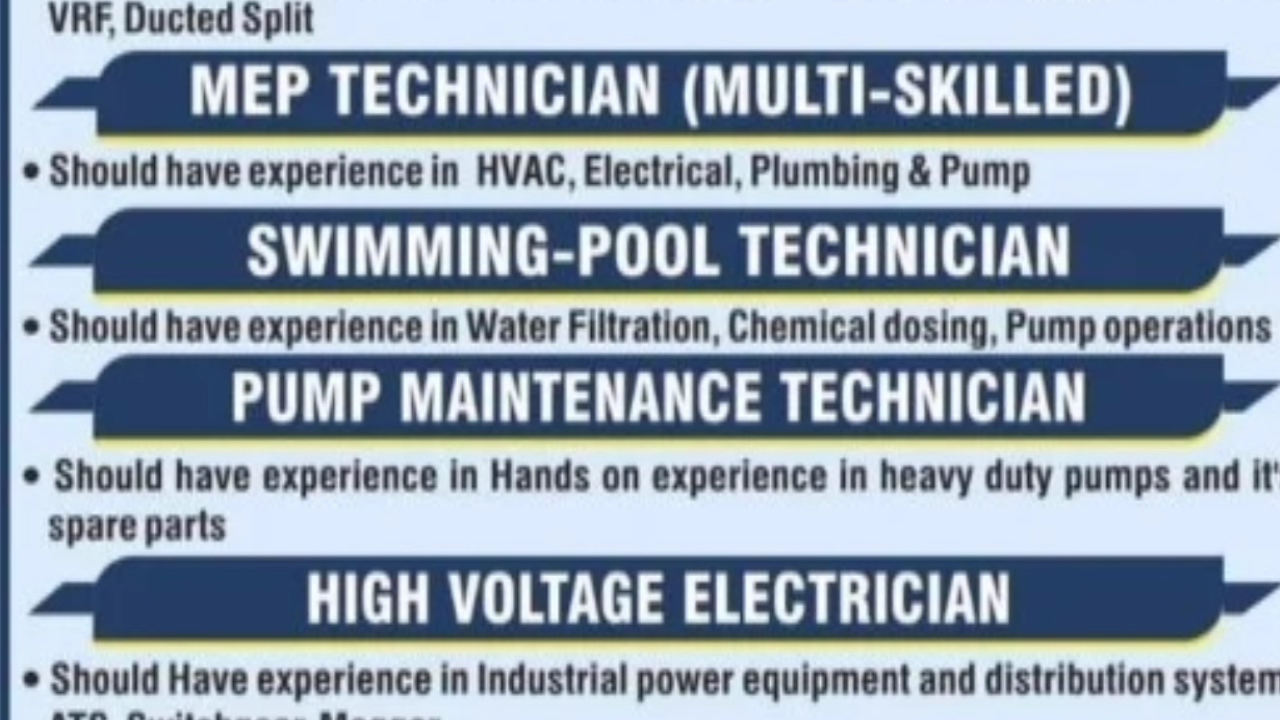 VRF, Ducted Split
MEP TECHNICIAN (MULTI-SKILLED)
• Should have experience in HVAC, Electrical, Plumbing & Pump
SWIMMING-POOL TECHNICIAN
• Should have experience in Water Filtration, Chemical dosing, Pump operations
PUMP MAINTENANCE TECHNICIAN
• Should have experience in Hands on experience in heavy duty pumps and it'
spare parts
HIGH VOLTAGE ELECTRICIAN
• Should Have experience in Industrial power equipment and distribution system